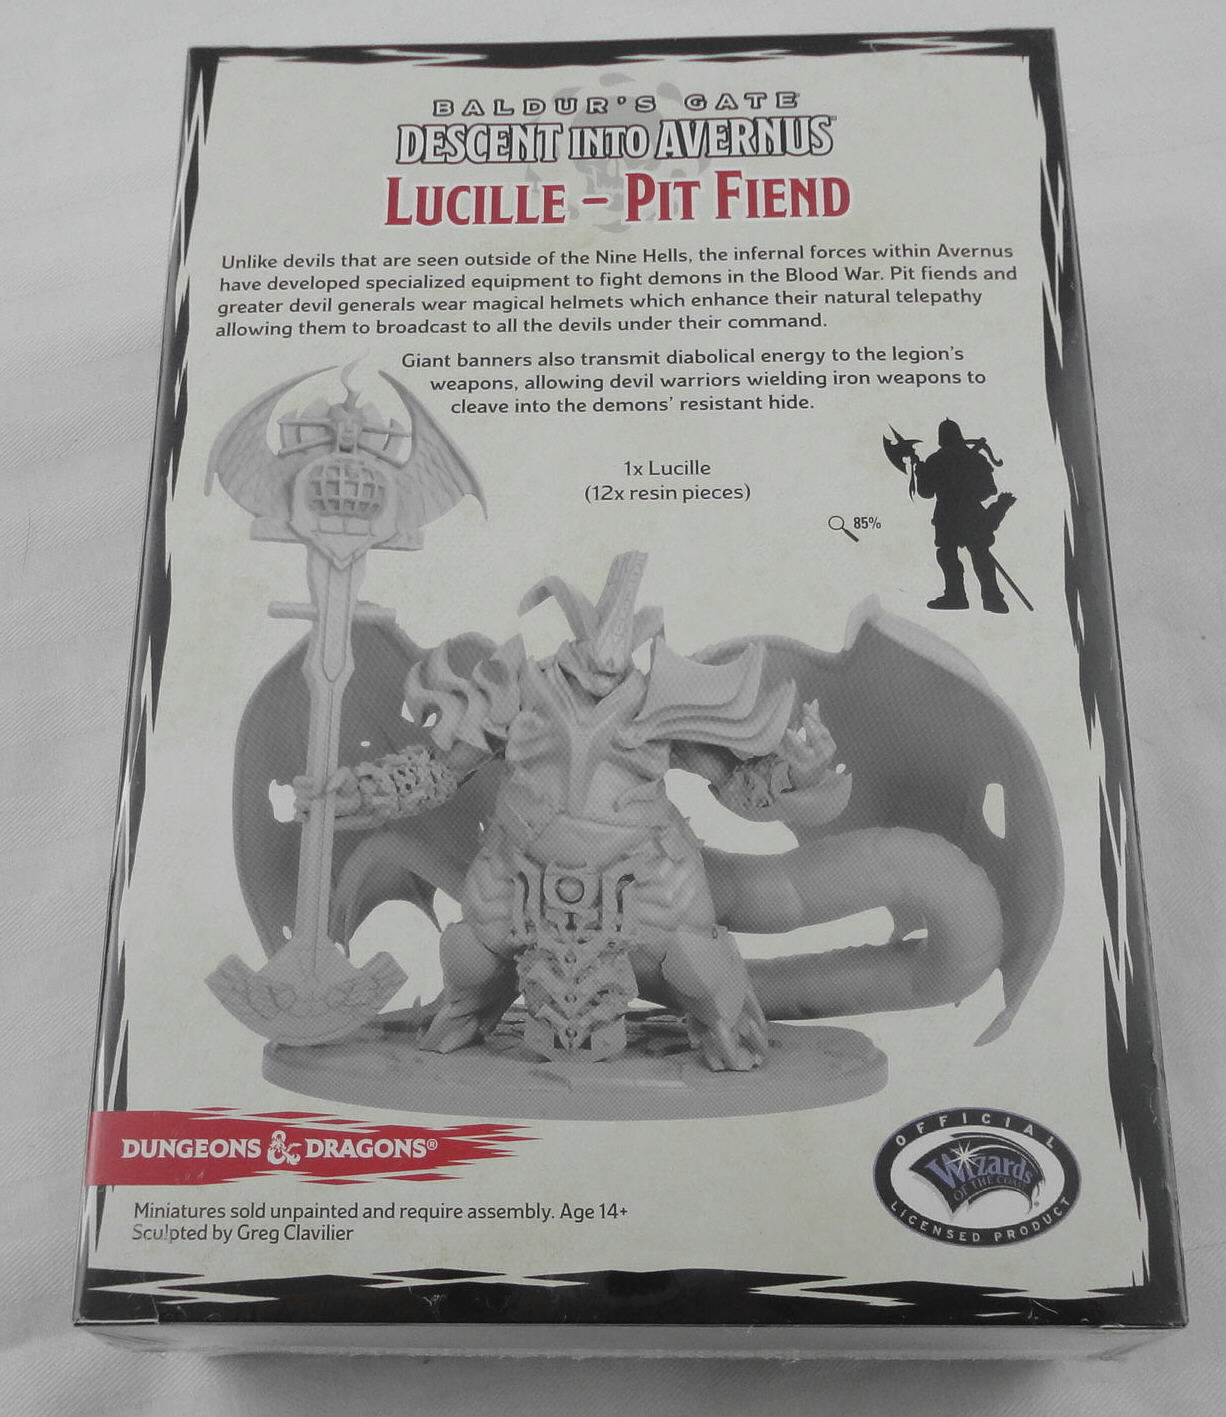 BALDUR'S GATE
DESCENT INTO AVERNUS™
LUCILLE – PIT FIEND
Unlike devils that are seen outside of the Nine Hells, the infernal forces within Avernus
have developed specialized equipment to fight demons in the Blood War. Pit fiends and
greater devil generals wear magical helmets which enhance their natural telepathy
allowing them to broadcast to all the devils under their command.
Giant banners also transmit diabolical energy to the legion's
weapons, allowing devil warriors wielding iron weapons to
cleave into the demons' resistant hide.
1x Lucille
(12x resin pieces)
85%
DUNGEONS & DRAGONS®
OFFICIAL
Wizards
OF THE COAST
LICENSED PRODUCT
Miniatures sold unpainted and require assembly. Age 14+
Sculpted by Greg Clavilier